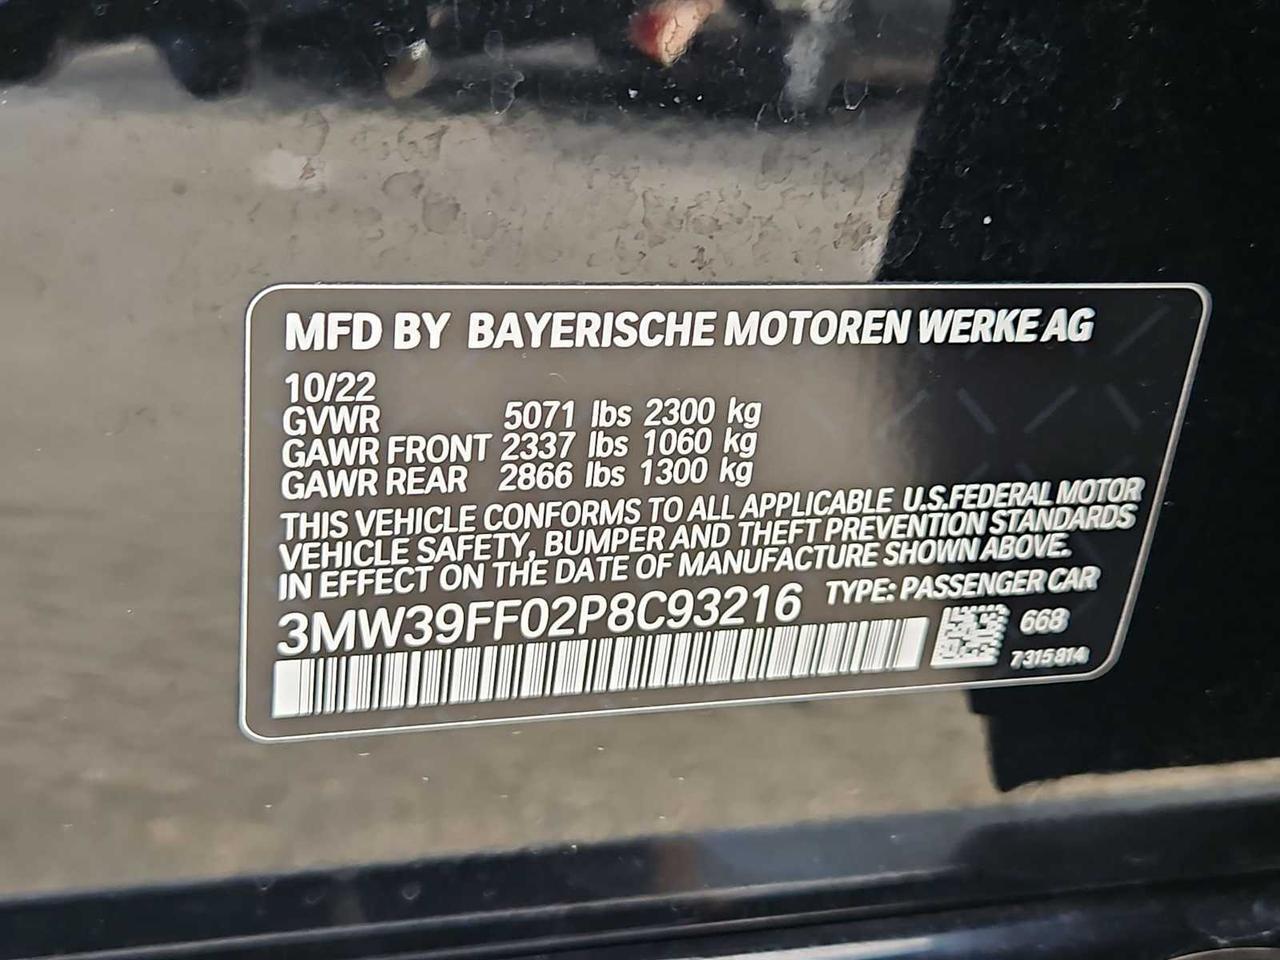 MFD BY BAYERISCHE MOTOREN WERKE AG
10/22
GVWR 5071 lbs 2300 kg
GAWR FRONT 2337 lbs 1060 kg
GAWR REAR 2866 lbs 1300 kg
THIS VEHICLE CONFORMS TO ALL APPLICABLE U.S.FEDERAL MOTOR
VEHICLE SAFETY, BUMPER AND THEFT PREVENTION STANDARDS
IN EFFECT ON THE DATE OF MANUFACTURE SHOWN ABOVE.
3MW39FF02P8C93216 TYPE: PASSENGER CAR
668
7315814